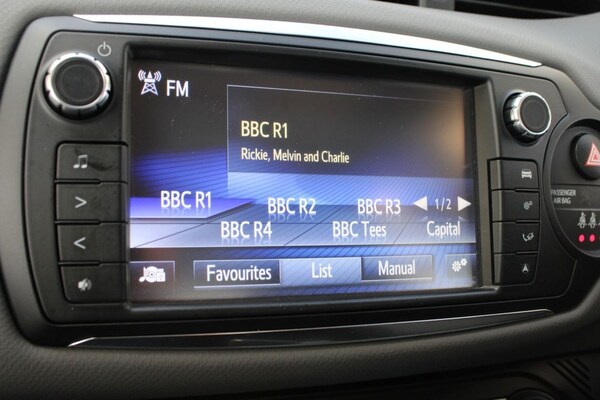 FM
BBC R1
Rickie, Melvin and Charlie
BBC R1 BBC R2 BBC R3 1/2
BBC R4 BBC Tees Capital
Favourites List Manual
PASSENGER
AIR BAG